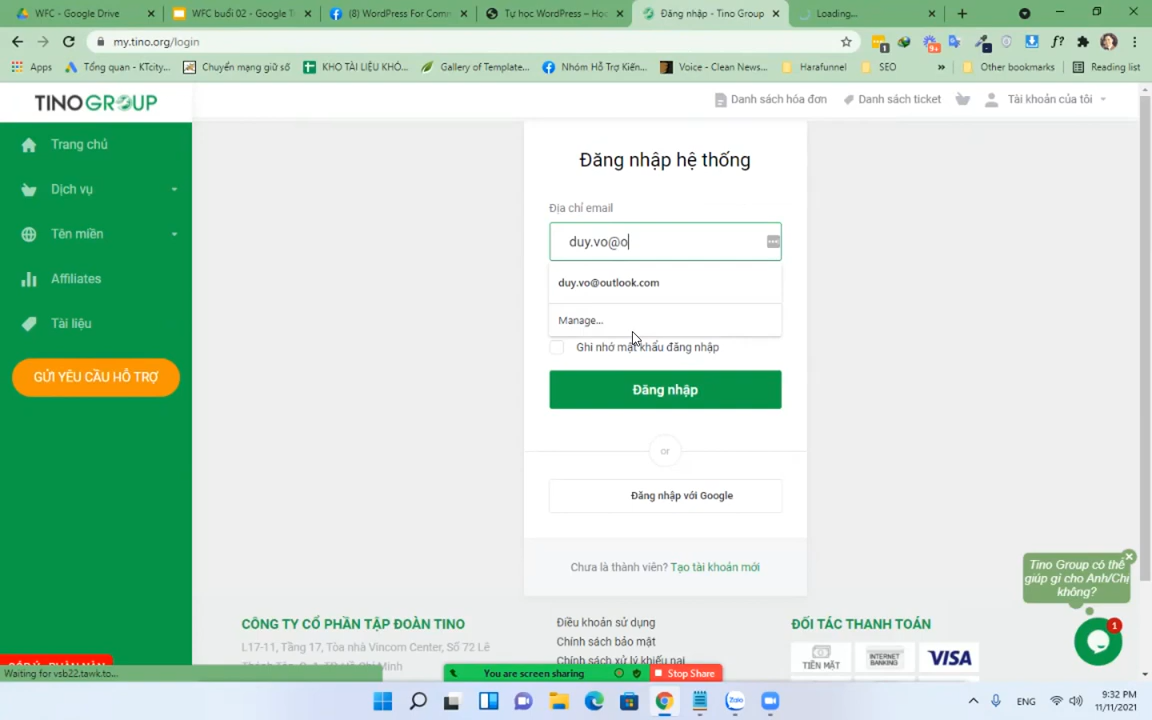 WFC - Google Drive
WFC buổi 02 - Google T
(8) WordPress For Comm
Tự học WordPress – Ho
Đăng nhập - Tino Group
Loading...
my.tino.org/login
Apps
Tổng quan - KTcity...
Chuyển mạng giữ số
KHO TÀI LIỆU KHÓ...
Gallery of Template...
Nhóm Hỗ Trợ Kiến...
Voice - Clean News...
Harafunnel
SEO
»
Other bookmarks
Reading list
TINOGROUP
Danh sách hóa đơn
Danh sách ticket
Tài khoản của tôi
Trang chủ
Dịch vụ
Tên miền
Affiliates
Tài liệu
GỬI YÊU CẦU HỖ TRỢ
Đăng nhập hệ thống
Địa chỉ email
duy.vo@o
duy.vo@outlook.com
Manage...
Ghi nhớ mật khẩu đăng nhập
Đăng nhập
or
Đăng nhập với Google
Chưa là thành viên? Tạo tài khoản mới
Tino Group có thể
giúp gì cho Anh/Chị
không?
1
CÔNG TY CỔ PHẦN TẬP ĐOÀN TINO
L17-11, Tầng 17, Tòa nhà Vincom Center, Số 72 Lê
Điều khoản sử dụng
Chính sách bảo mật
Chính sách xử lý khiếu nại
ĐỐI TÁC THANH TOÁN
TIỀN MẶT
INTERNET
BANKING
VISA
Waiting for vsb22.tawk.to...
You are screen sharing
Stop Share
ENG
9:32 PM
11/11/2021